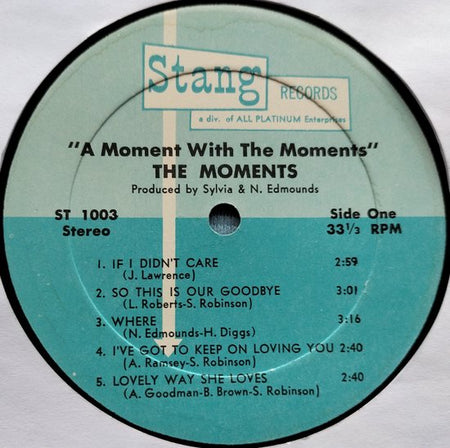 Stang
RECORDS
a div. of ALL PLATINUM Enterprises
"A Moment With The Moments"
THE MOMENTS
Produced by Sylvia & N. Edmounds
ST 1003
Stereo
Side One
33⅓ RPM
1. IF I DIDN'T CARE 2:59
(J. Lawrence)
2. SO THIS IS OUR GOODBYE 3:01
(L. Roberts-S. Robinson)
3. WHERE 3:16
(N. Edmounds-H. Diggs)
4. I'VE GOT TO KEEP ON LOVING YOU 2:40
(A. Ramsey-S. Robinson)
5. LOVELY WAY SHE LOVES 2:40
(A. Goodman-B. Brown-S. Robinson)